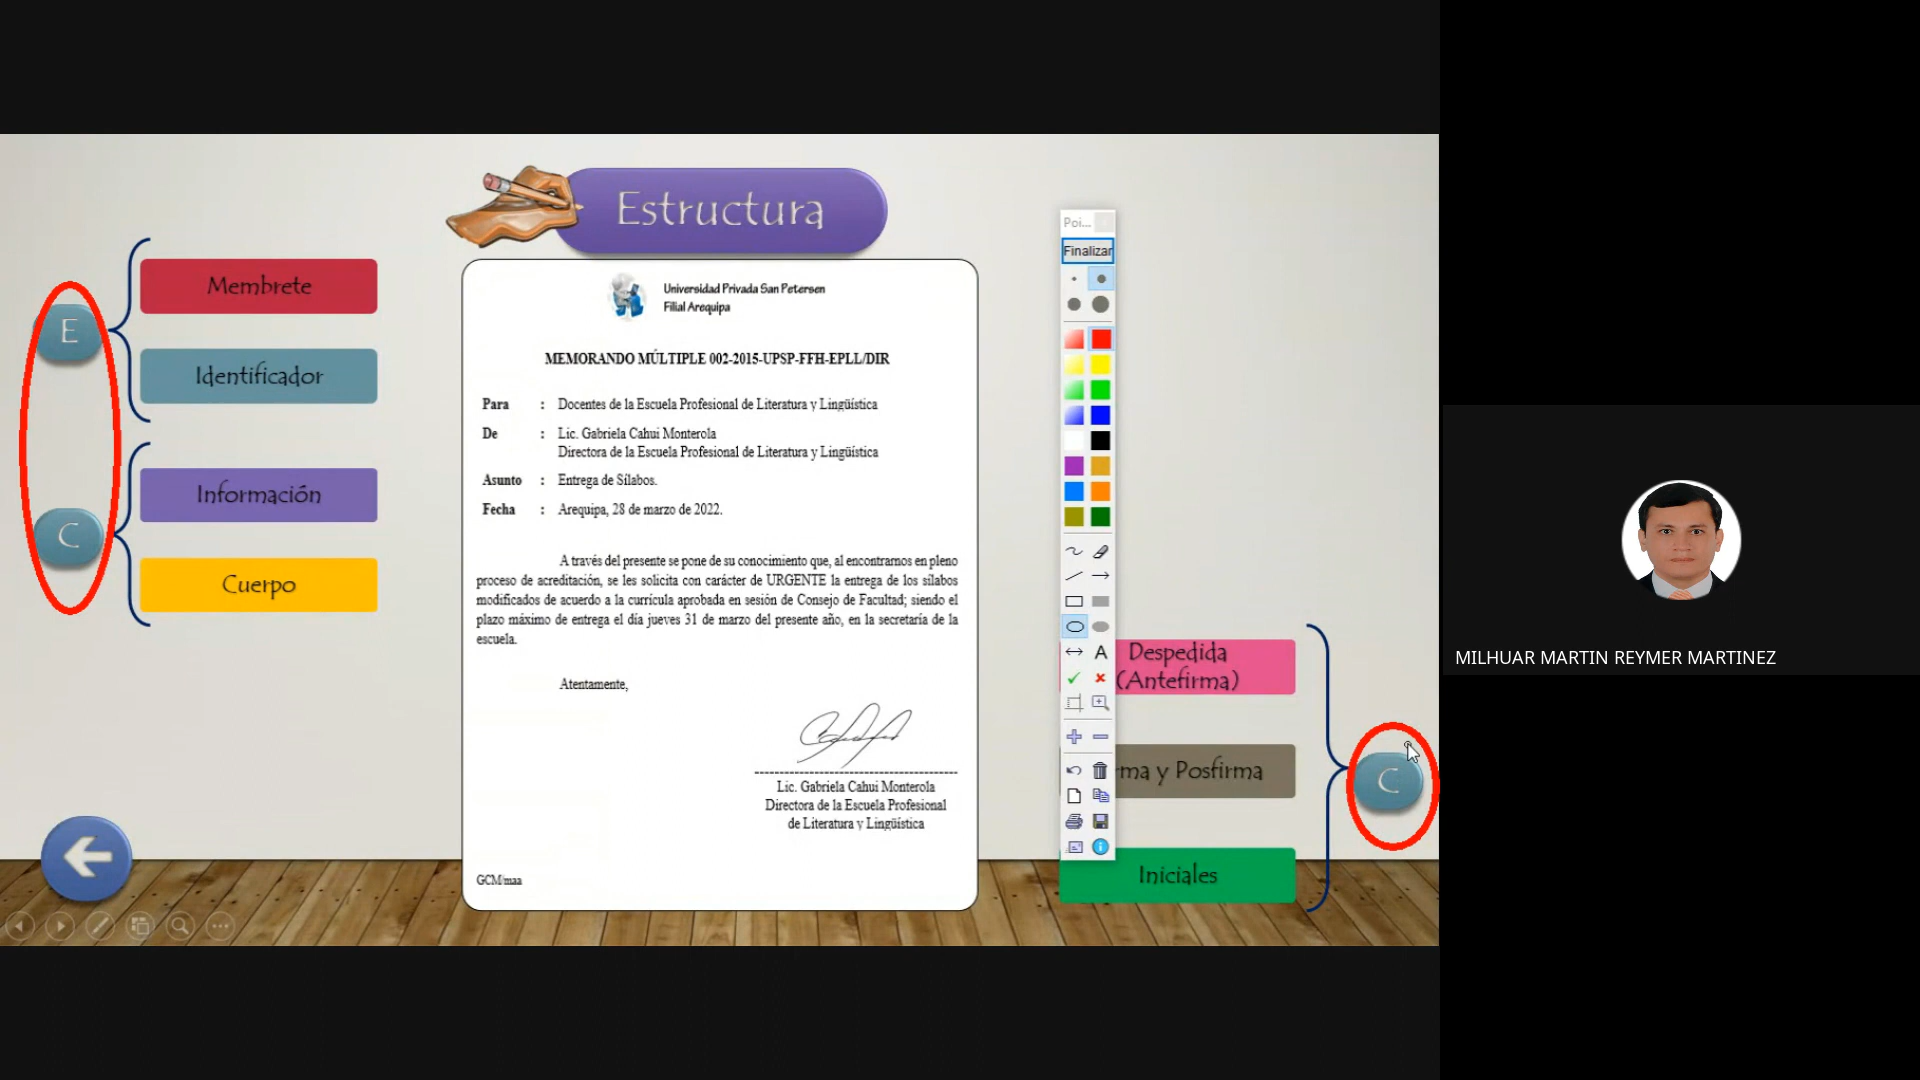 Estructura
E
Membrete
Identificador
C
Información
Cuerpo
Universidad Privada San Petersen
Filial Arequipa
MEMORANDO MÚLTIPLE 002-2015-UPSP-FFH-EPLL/DIR
Para : Docentes de la Escuela Profesional de Literatura y Lingüística
De : Lic. Gabriela Cahui Monterola
Directora de la Escuela Profesional de Literatura y Lingüística
Asunto : Entrega de Sílabos.
Fecha : Arequipa, 28 de marzo de 2022.
A través del presente se pone de su conocimiento que, al encontrarnos en pleno
proceso de acreditación, se les solicita con carácter de URGENTE la entrega de los sílabos
modificados de acuerdo a la currícula aprobada en sesión de Consejo de Facultad; siendo el
plazo máximo de entrega el día jueves 31 de marzo del presente año, en la secretaría de la
escuela.
Atentamente,
Lic. Gabriela Cahui Monterola
Directora de la Escuela Profesional
de Literatura y Lingüística
GCM/maa
Poi...
Finalizar
A
Despedida
(Antefirma)
rma y Posfirma
Iniciales
C
MILHUAR MARTIN REYMER MARTINEZ